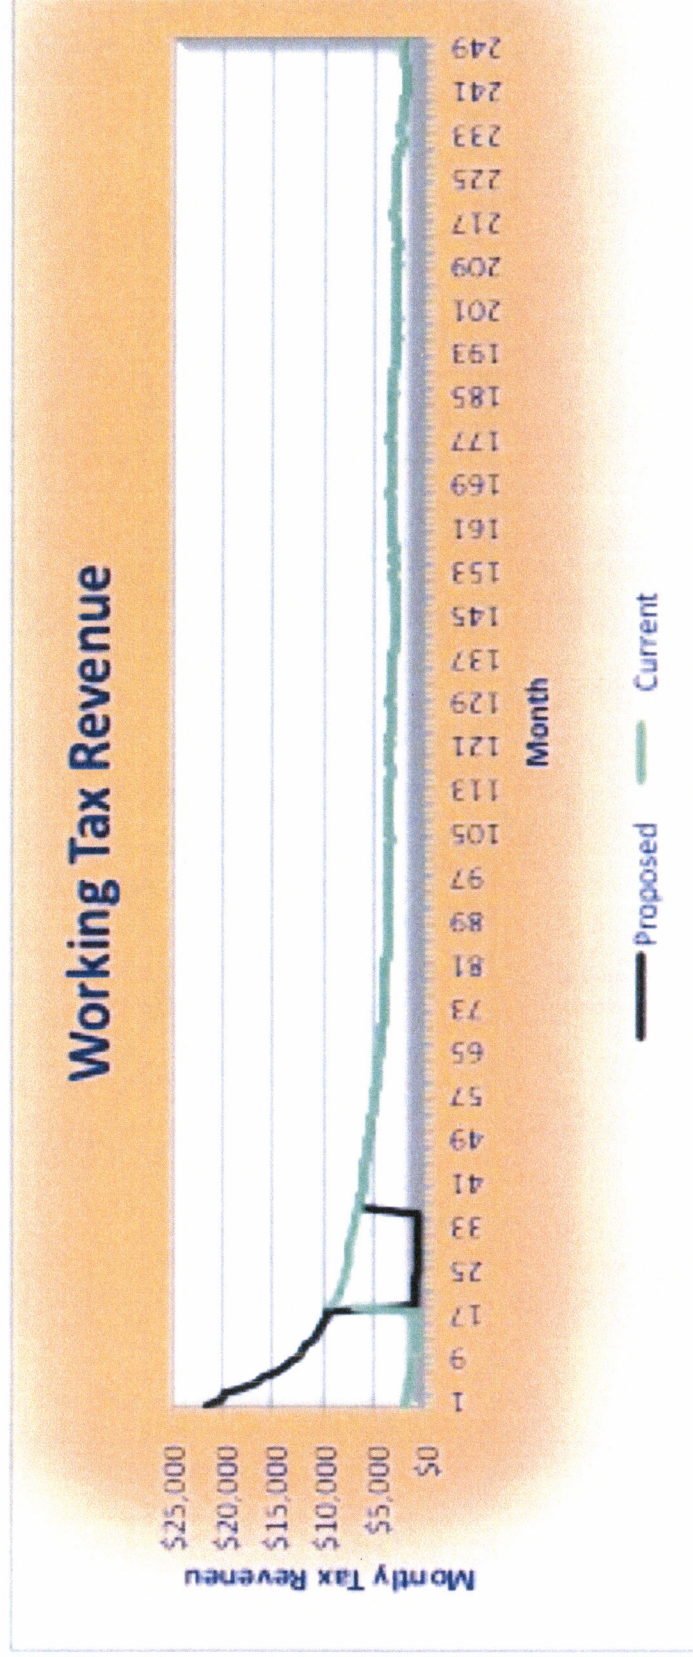 Working Tax Revenue
Montly Tax Reveneu
$25,000
$20,000
$15,000
$10,000
$5,000
$0
1 9 17 25 33 41 49 57 65 73 81 89 97 105 113 121 129 137 145 153 161 169 177 185 193 201 209 217 225 233 241 249
Month
Proposed Current